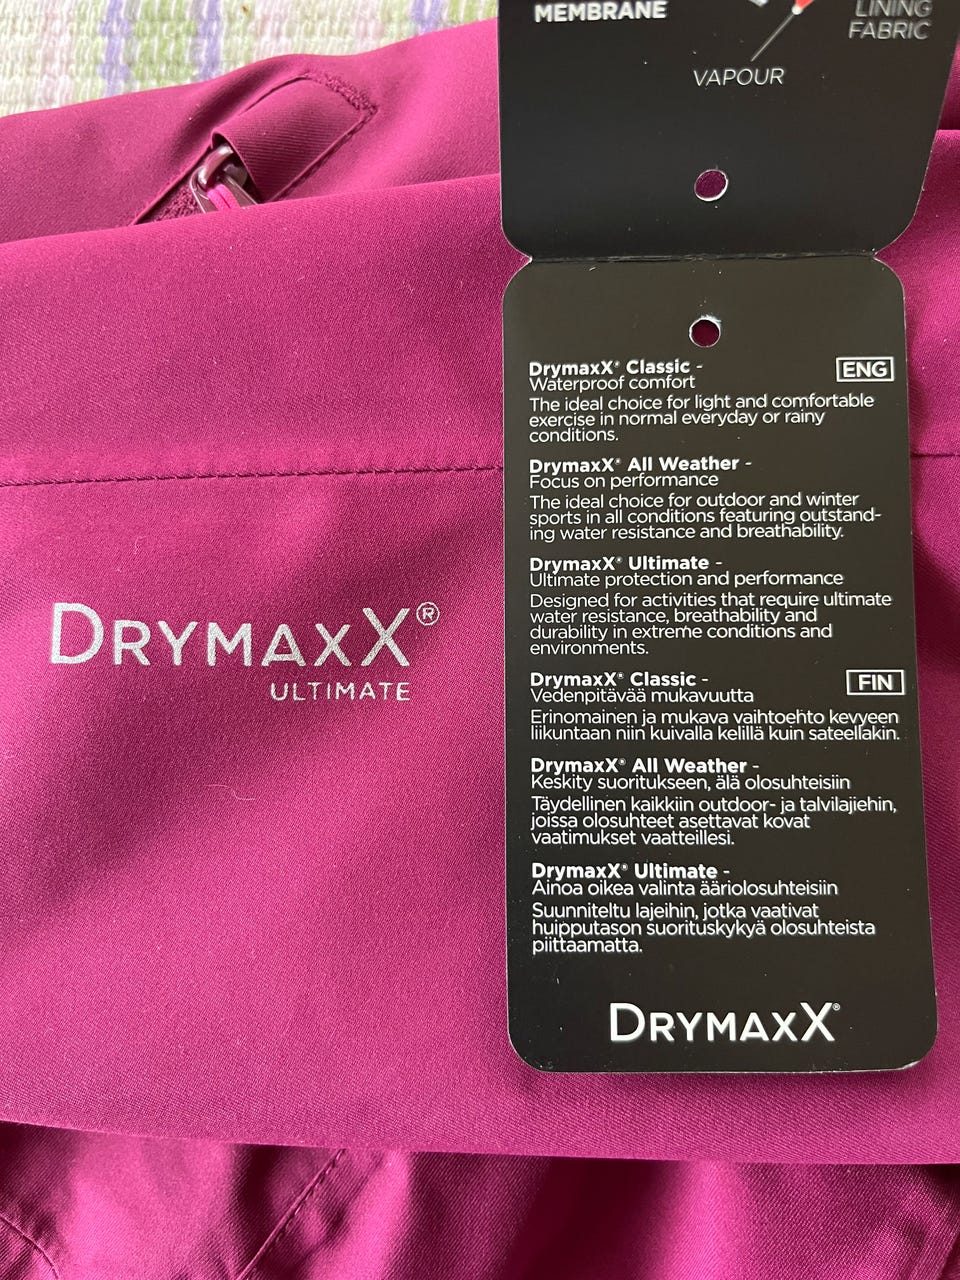 MEMBRANE
LINING
FABRIC
VAPOUR
DrymaxX® Classic -
ENG
Waterproof comfort
The ideal choice for light and comfortable
exercise in normal everyday or rainy
conditions.
DrymaxX® All Weather -
Focus on performance
The ideal choice for outdoor and winter
sports in all conditions featuring outstand-
ing water resistance and breathability.
DrymaxX® Ultimate -
Ultimate protection and performance
Designed for activities that require ultimate
water resistance, breathability and
durability in extreme conditions and
environments.
DrymaxX® Classic -
FIN
Vedenpitävää mukavuutta
Erinomainen ja mukava vaihtoehto kevyeen
liikuntaan niin kuivalla kelillä kuin sateellakin.
DrymaxX® All Weather -
Keskity suoritukseen, älä olosuhteisiin
Täydellinen kaikkiin outdoor- ja talvilajiehin,
joissa olosuhteet asettavat kovat
vaatimukset vaatteillesi.
DrymaxX® Ultimate -
Ainoa oikea valinta ääriolosuhteisiin
Suunniteltu lajeihin, jotka vaativat
huipputason suorituskykyä olosuhteista
piittaamatta.
DRYMAXX®
DRYMAXX®
ULTIMATE